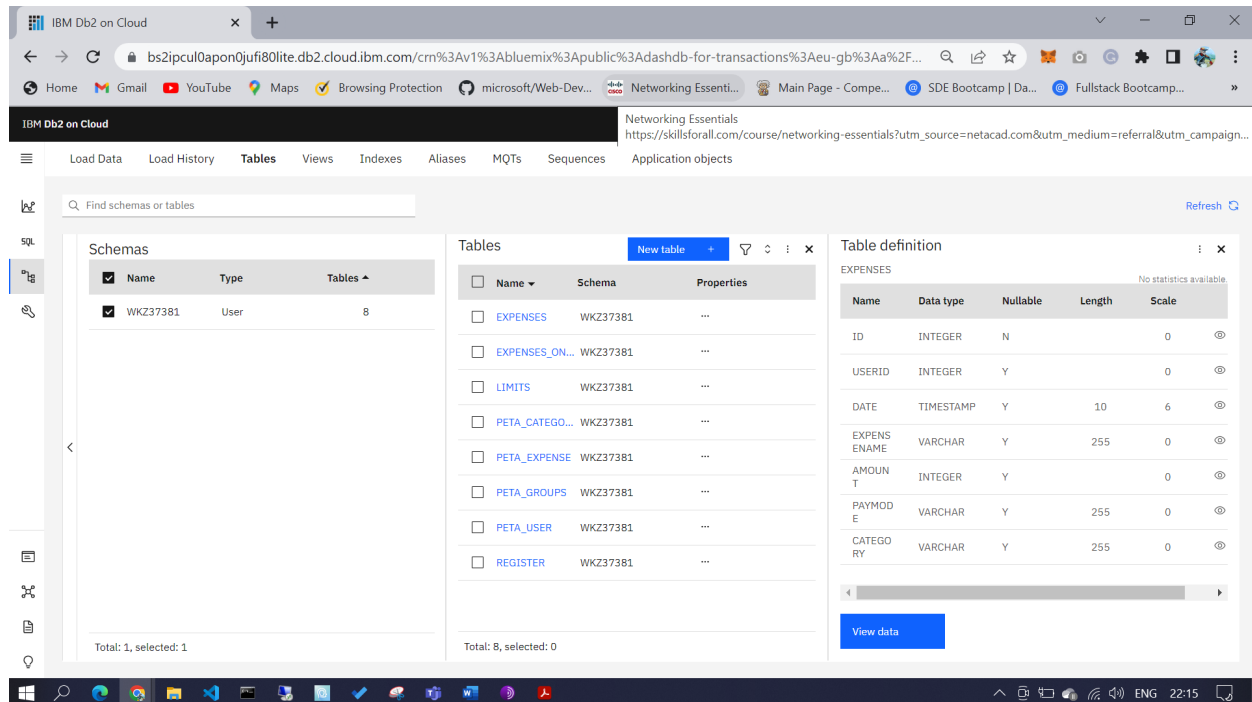 IBM Db2 on Cloud
bs2ipcul0apon0jufi80lite.db2.cloud.ibm.com/crn%3Av1%3Abluemix%3Apublic%3Adashdb-for-transactions%3Aeu-gb%3Aa%2F...
Home Gmail YouTube Maps Browsing Protection microsoft/Web-Dev... Networking Essenti... Main Page - Compe... SDE Bootcamp | Da... Fullstack Bootcamp... »
IBM Db2 on Cloud
Networking Essentials
https://skillsforall.com/course/networking-essentials?utm_source=netacad.com&utm_medium=referral&utm_campaign...
Load Data Load History Tables Views Indexes Aliases MQTs Sequences Application objects
Find schemas or tables
Refresh
SQL
Schemas
Name Type Tables
WKZ37381 User 8
Total: 1, selected: 1
Tables
New table +
Name Schema Properties
EXPENSES WKZ37381 ...
EXPENSES_ON... WKZ37381 ...
LIMITS WKZ37381 ...
PETA_CATEGO... WKZ37381 ...
PETA_EXPENSE WKZ37381 ...
PETA_GROUPS WKZ37381 ...
PETA_USER WKZ37381 ...
REGISTER WKZ37381 ...
Total: 8, selected: 0
Table definition
EXPENSES
No statistics available.
Name Data type Nullable Length Scale
ID INTEGER N 0
USERID INTEGER Y 0
DATE TIMESTAMP Y 10 6
EXPENS
ENAME VARCHAR Y 255 0
AMOUN
T INTEGER Y 0
PAYMOD
E VARCHAR Y 255 0
CATEGO
RY VARCHAR Y 255 0
View data
ENG 22:15